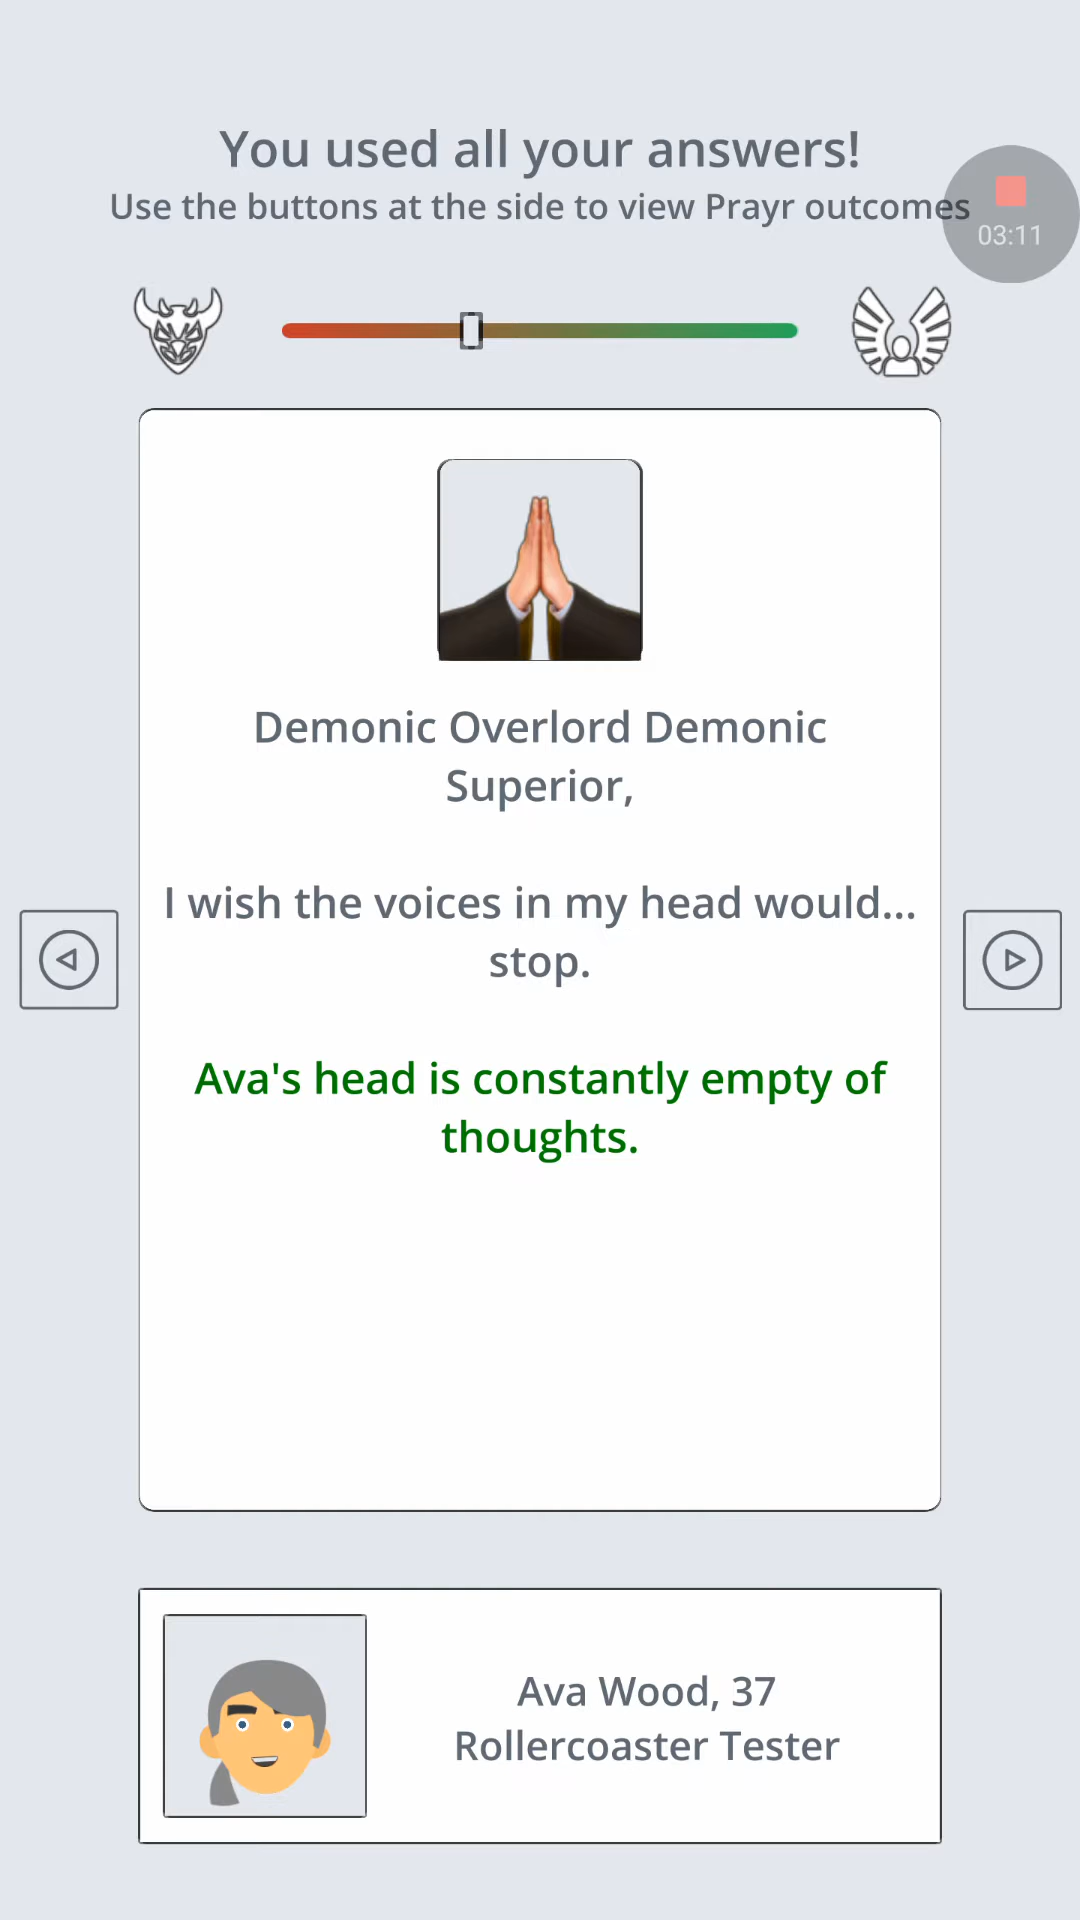 You used all your answers!
Use the buttons at the side to view Prayr outcomes
03:11
Demonic Overlord Demonic
Superior,
I wish the voices in my head would...
stop.
Ava's head is constantly empty of
thoughts.
Ava Wood, 37
Rollercoaster Tester